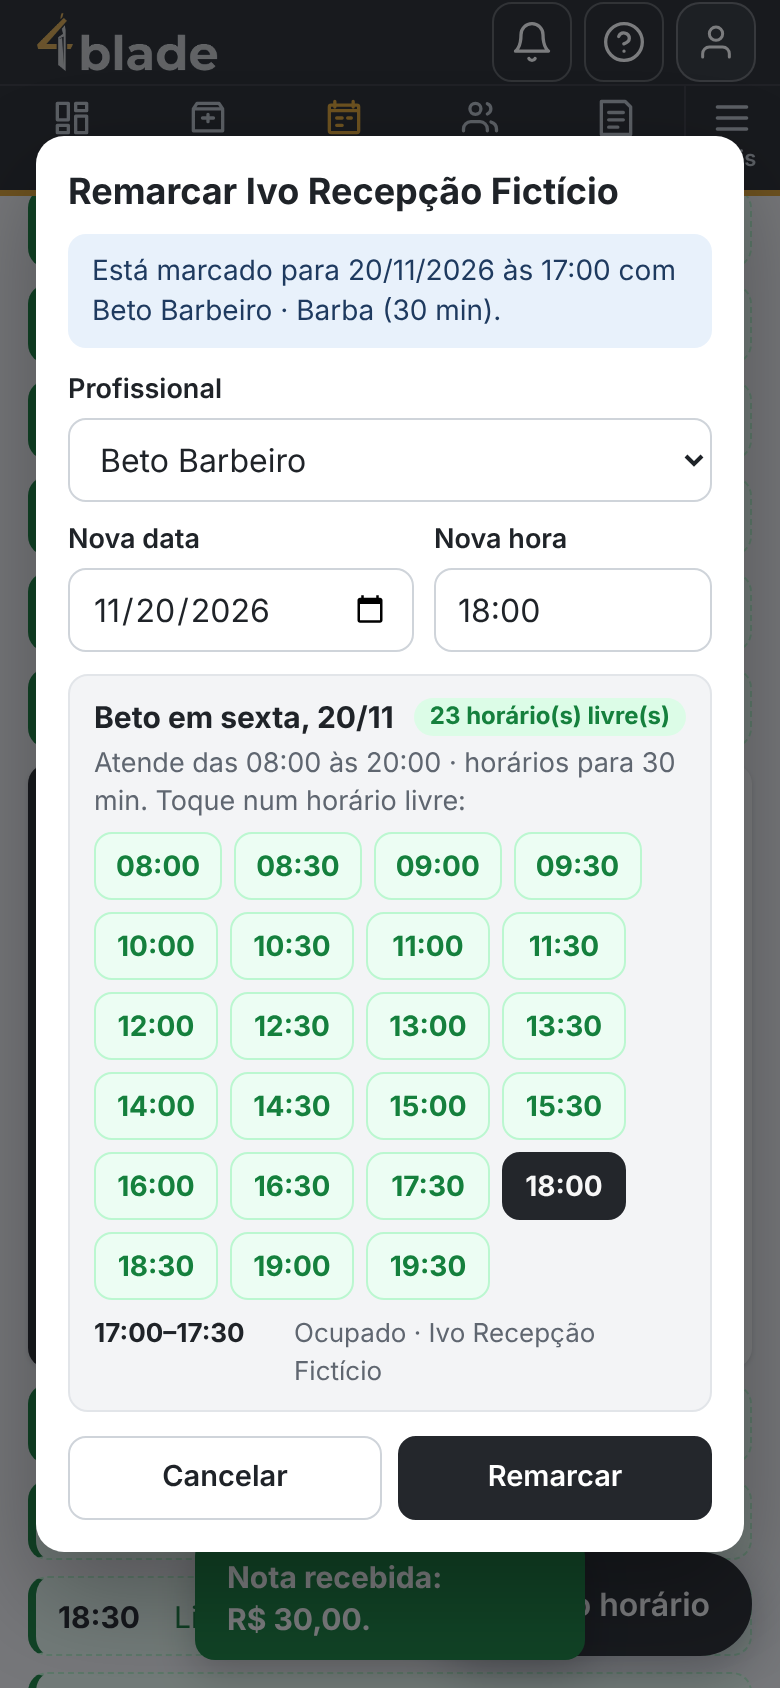 4blade
Remarcar Ivo Recepção Fictício
Está marcado para 20/11/2026 às 17:00 com
Beto Barbeiro · Barba (30 min).
Profissional
Beto Barbeiro
Nova data Nova hora
11/20/2026 18:00
Beto em sexta, 20/11 23 horário(s) livre(s)
Atende das 08:00 às 20:00 · horários para 30
min. Toque num horário livre:
08:00 08:30 09:00 09:30
10:00 10:30 11:00 11:30
12:00 12:30 13:00 13:30
14:00 14:30 15:00 15:30
16:00 16:30 17:30 18:00
18:30 19:00 19:30
17:00–17:30 Ocupado · Ivo Recepção
Fictício
Cancelar Remarcar
Nota recebida:
R$ 30,00.
horário
18:30